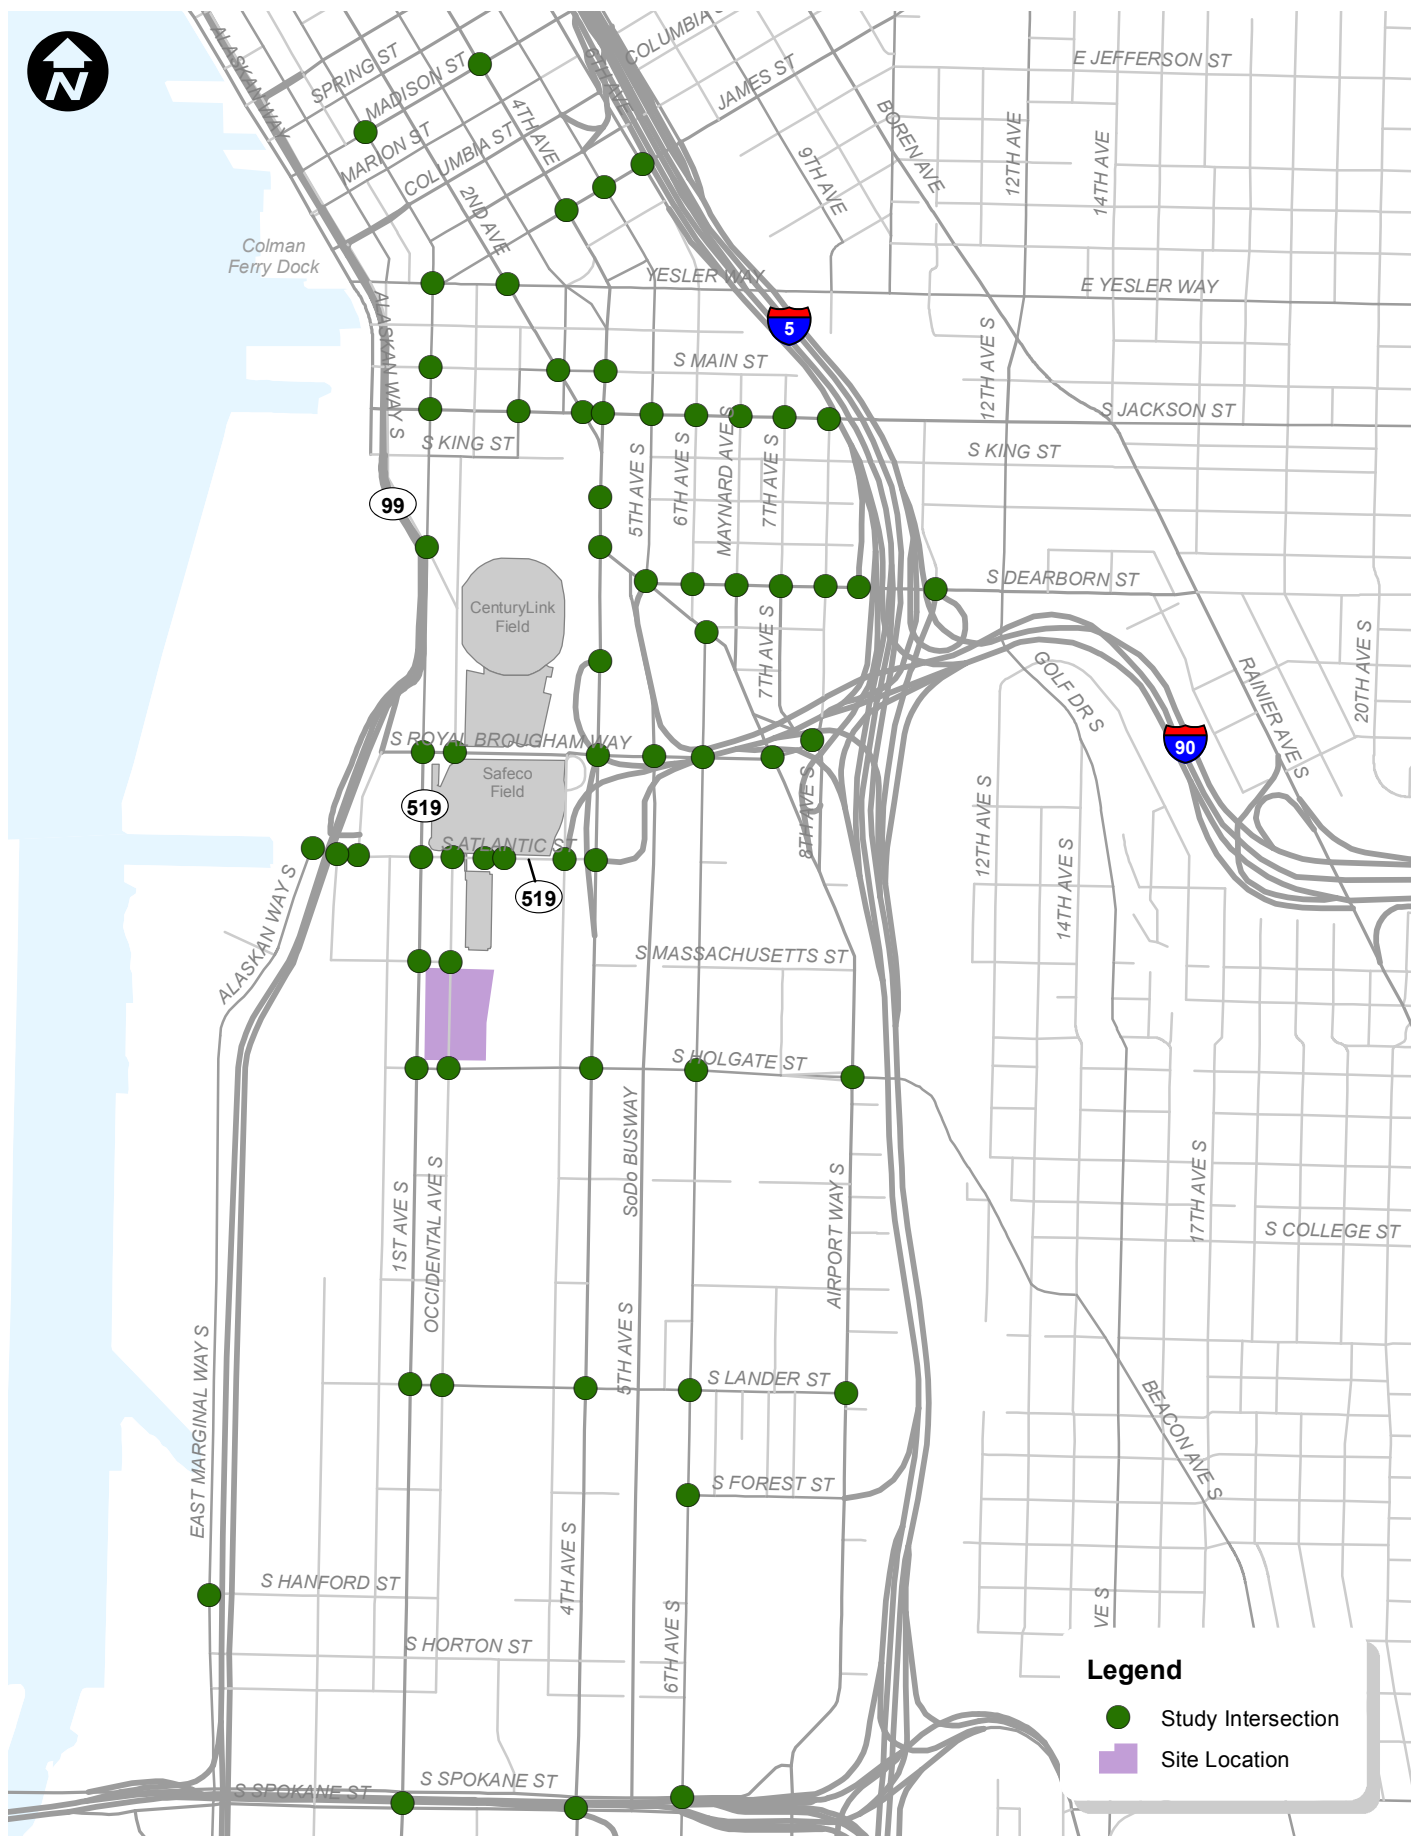 ALASKAN WAY
SPRING ST
MADISON ST
MARION ST
COLUMBIA ST
4TH AVE
2ND AVE
6TH AVE
JAMES ST
9TH AVE
BOREN AVE
12TH AVE
14TH AVE
E JEFFERSON ST
N
Colman
Ferry Dock
YESLER WAY
E YESLER WAY
5
ALASKAN WAY S
S MAIN ST
12TH AVE S
S JACKSON ST
S KING ST
S KING ST
99
5TH AVE S
6TH AVE S
MAYNARD AVE S
7TH AVE S
S DEARBORN ST
CenturyLink
Field
7TH AVE S
GOLF DR S
RAINIER AVE S
20TH AVE S
S ROYAL BROUGHAM WAY
90
Safeco
Field
519
8TH AVE S
12TH AVE S
14TH AVE S
S ATLANTIC ST
519
ALASKAN WAY S
S MASSACHUSETTS ST
S HOLGATE ST
1ST AVE S
OCCIDENTAL AVE S
SoDo BUSWAY
AIRPORT WAY S
17TH AVE S
S COLLEGE ST
EAST MARGINAL WAY S
5TH AVE S
S LANDER ST
BEACON AVE S
S FOREST ST
4TH AVE S
S HANFORD ST
6TH AVE S
VE S
S HORTON ST
S SPOKANE ST
S SPOKANE ST
Legend
Study Intersection
Site Location